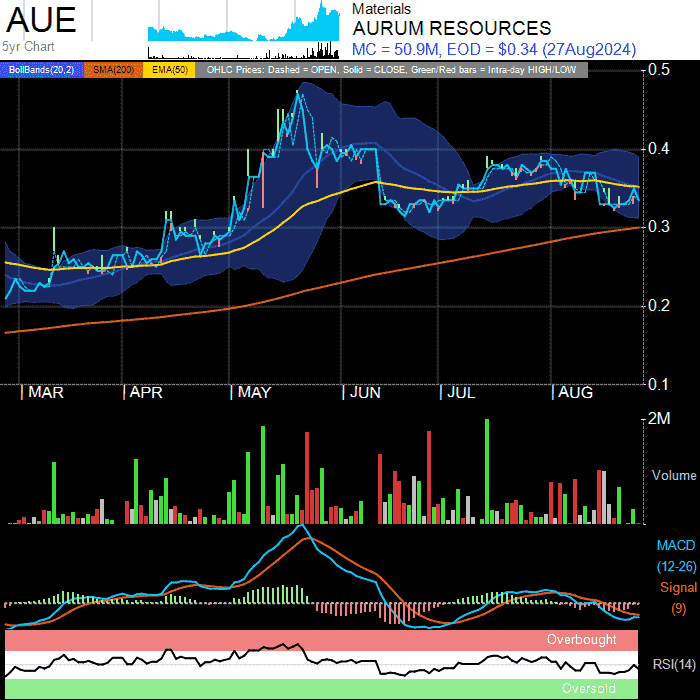 AUE
5yr Chart
Materials
AURUM RESOURCES
MC = 50.9M, EOD = $0.34 (27Aug2024)
BollBands(20,2) SMA(200) EMA(50) OHLC Prices: Dashed = OPEN, Solid = CLOSE, Green/Red bars = Intra-day HIGH/LOW
0.5
0.4
0.3
0.2
0.1
MAR APR MAY JUN JUL AUG
2M
Volume
MACD
(12-26)
Signal
(9)
Overbought
RSI(14)
Oversold